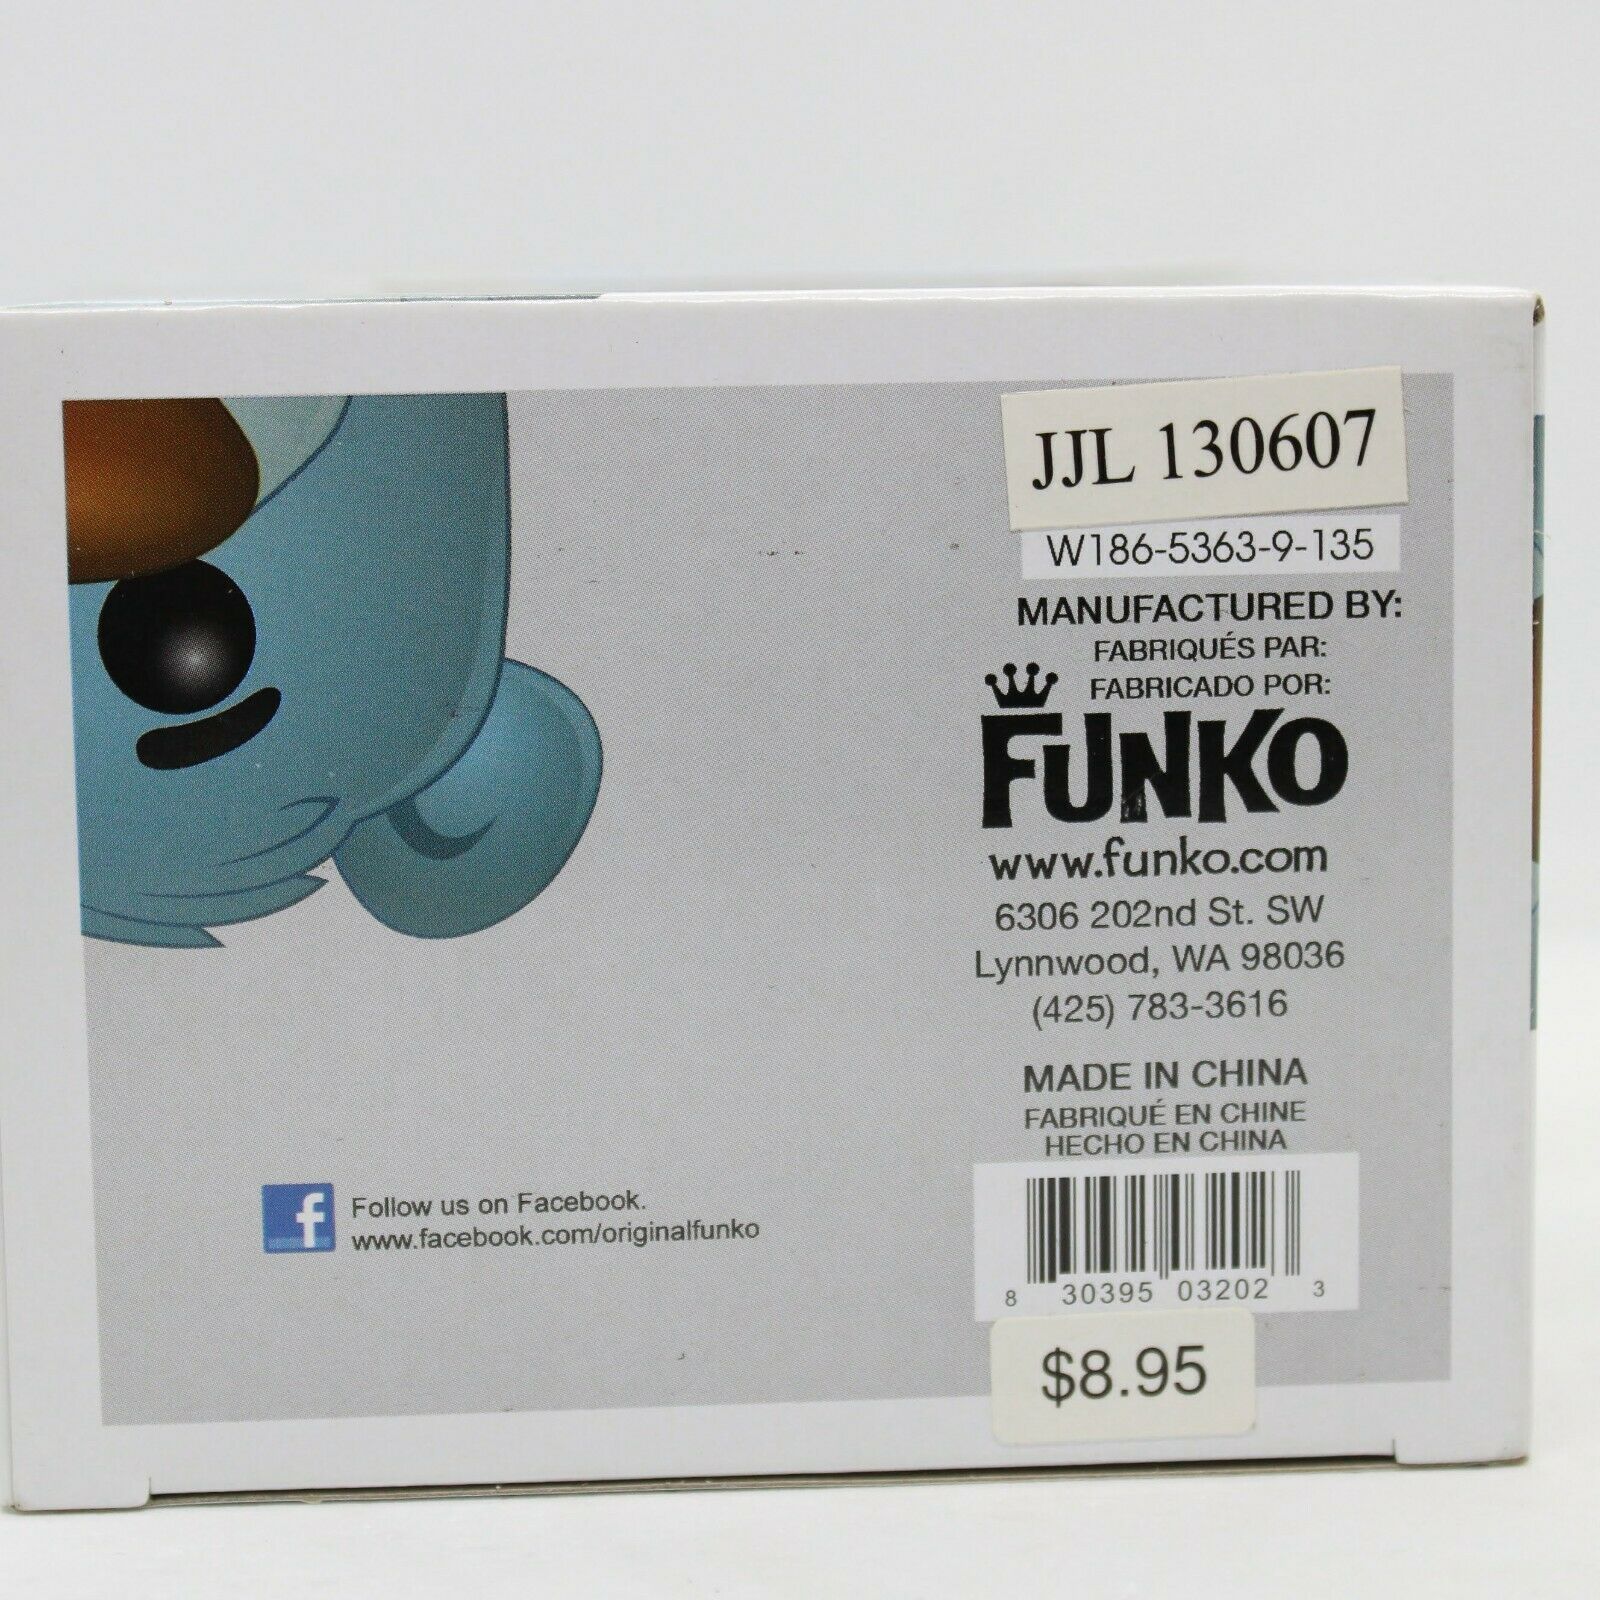 JJL 130607
W186-5363-9-135
MANUFACTURED BY:
FABRIQUÉS PAR:
FABRICADO POR:
FUNKO
www.funko.com
6306 202nd St. SW
Lynnwood, WA 98036
(425) 783-3616
MADE IN CHINA
FABRIQUÉ EN CHINE
HECHO EN CHINA
f Follow us on Facebook.
www.facebook.com/originalfunko
8 30395 03202 3
$8.95